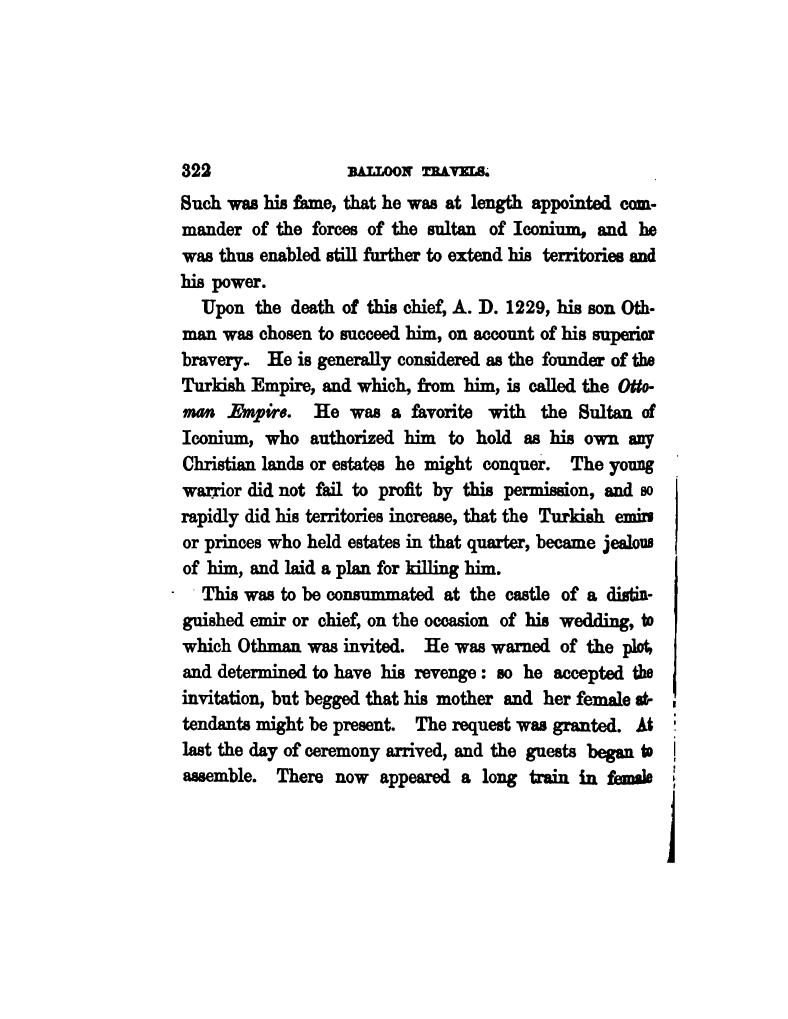 322 BALLOON TRAVELS.
Such was his fame, that he was at length appointed com-
mander of the forces of the sultan of Iconium, and he
was thus enabled still further to extend his territories and
his power.
Upon the death of this chief, A. D. 1229, his son Oth-
man was chosen to succeed him, on account of his superior
bravery. He is generally considered as the founder of the
Turkish Empire, and which, from him, is called the Otto-
man Empire. He was a favorite with the Sultan of
Iconium, who authorized him to hold as his own any
Christian lands or estates he might conquer. The young
warrior did not fail to profit by this permission, and so
rapidly did his territories increase, that the Turkish emirs
or princes who held estates in that quarter, became jealous
of him, and laid a plan for killing him.
This was to be consummated at the castle of a distin-
guished emir or chief, on the occasion of his wedding, to
which Othman was invited. He was warned of the plot,
and determined to have his revenge : so he accepted the
invitation, but begged that his mother and her female at-
tendants might be present. The request was granted. At
last the day of ceremony arrived, and the guests began to
assemble. There now appeared a long train in female